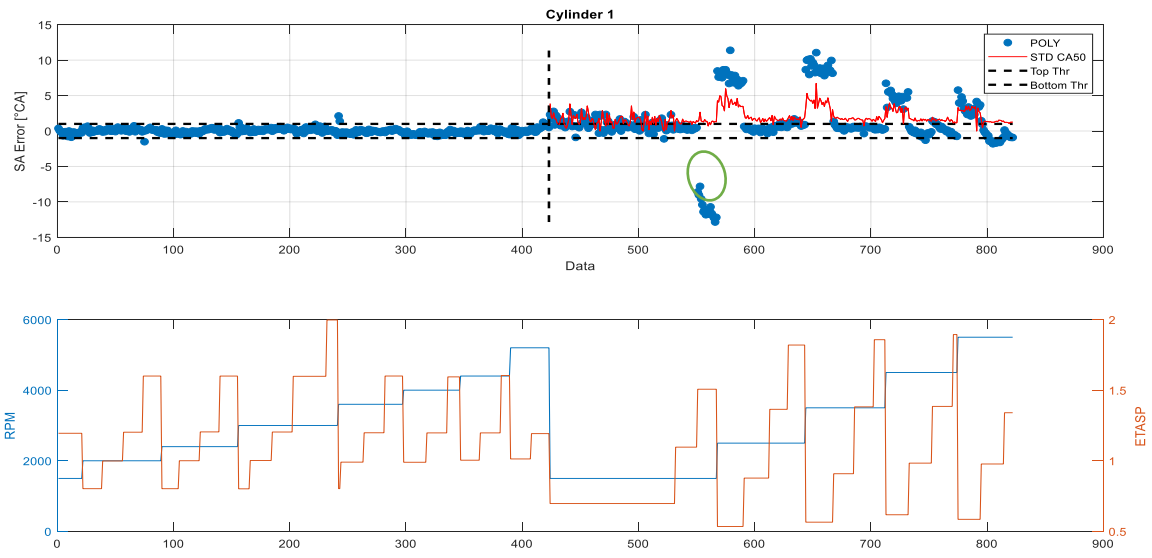 Cylinder 1
15
10
5
0
-5
-10
-15
SA Error [°CA]
POLY
STD CA50
Top Thr
Bottom Thr
0 100 200 300 400 500 600 700 800 900
Data
6000
4000
2000
0
RPM
2
1.5
1
0.5
ETASP
0 100 200 300 400 500 600 700 800 900